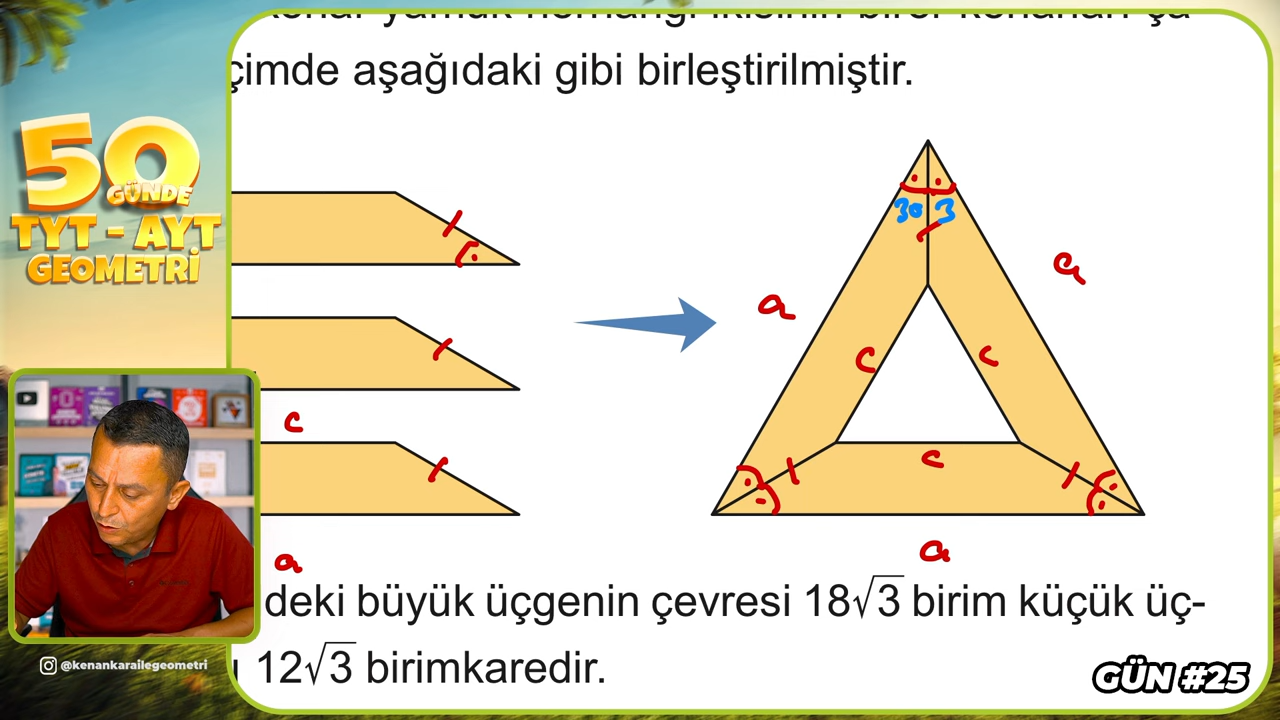 çimde aşağıdaki gibi birleştirilmiştir.
50
GÜNDE
TYT - AYT
GEOMETRİ
30 3
a
a
c
c
c
c
a
a
deki büyük üçgenin çevresi 18√3 birim küçük üç-
12√3 birimkaredir.
@kenankarailegeometri
GÜN #25